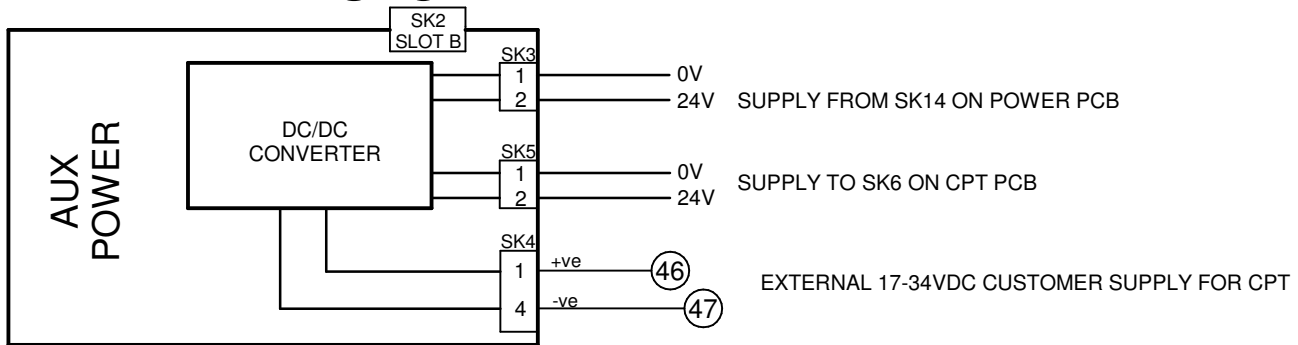 SK2
SLOT B
AUX
POWER
DC/DC
CONVERTER
SK3
1
2
0V
24V
SUPPLY FROM SK14 ON POWER PCB
SK5
1
2
0V
24V
SUPPLY TO SK6 ON CPT PCB
SK4
1
4
+ve
-ve
46
47
EXTERNAL 17-34VDC CUSTOMER SUPPLY FOR CPT